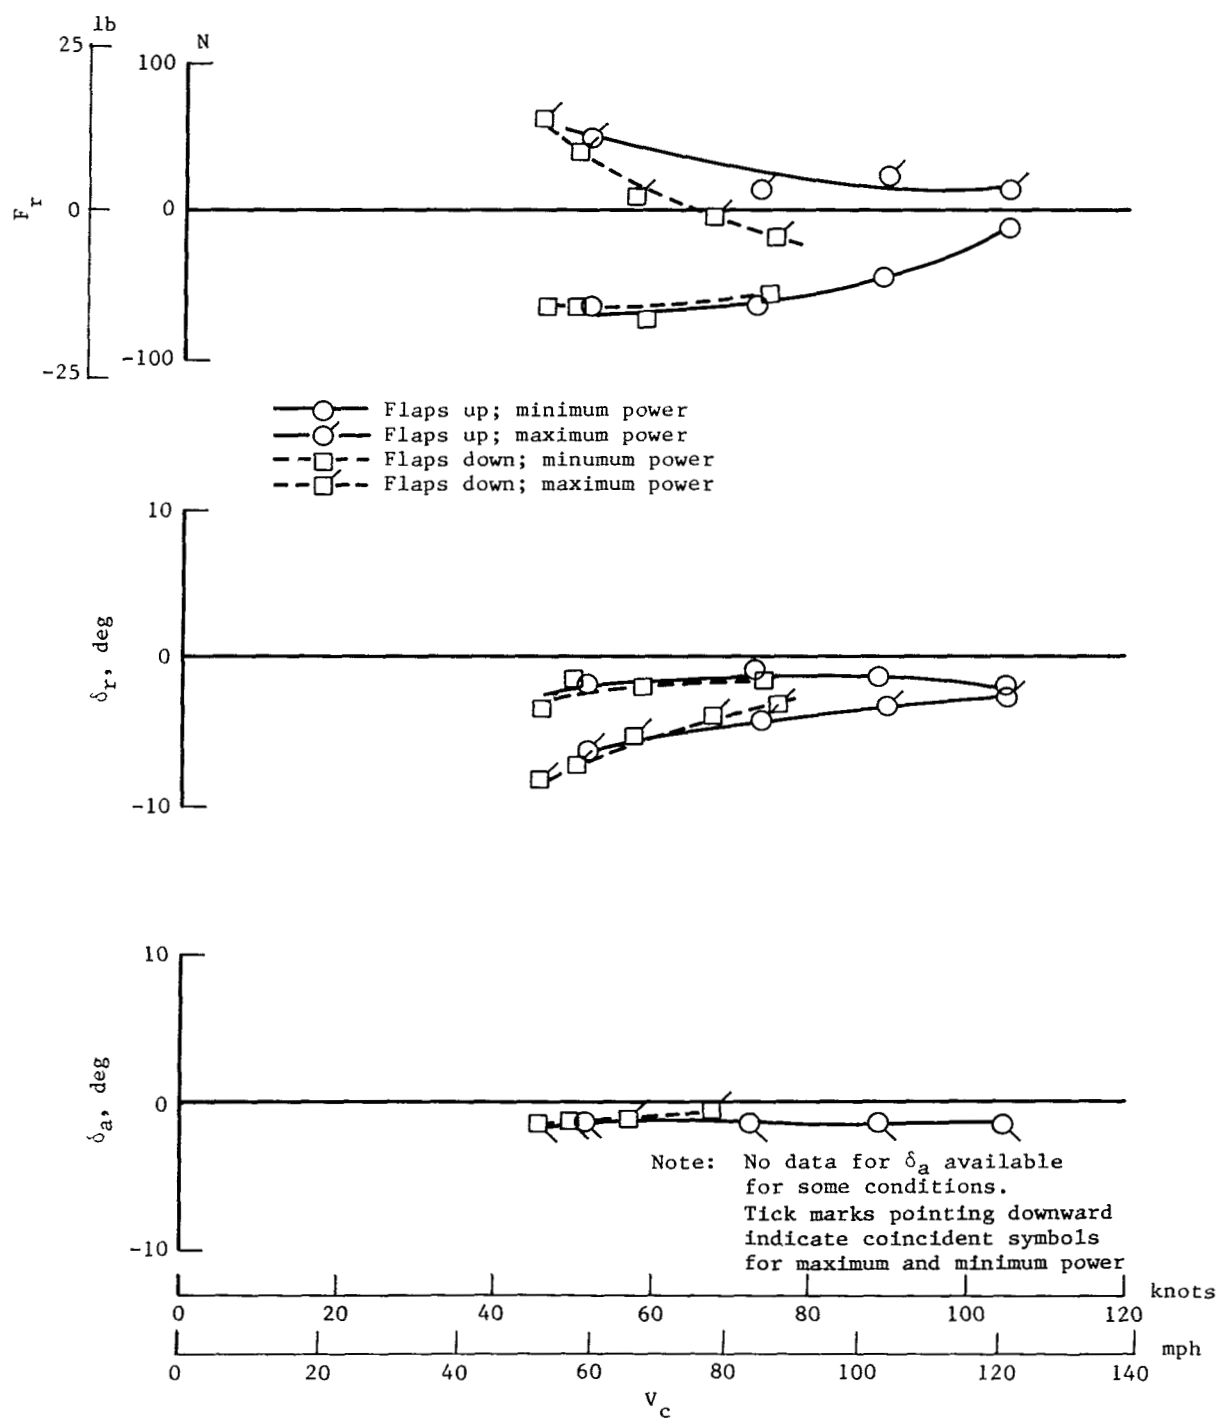 lb
25
N
100
F_r
0
0
-100
-25
Flaps up; minimum power
Flaps up; maximum power
Flaps down; minumum power
Flaps down; maximum power
10
δ_r, deg
0
-10
10
δ_a, deg
0
-10
Note: No data for δ_a available
for some conditions.
Tick marks pointing downward
indicate coincident symbols
for maximum and minimum power
0 20 40 60 80 100 120 knots
0 20 40 60 80 100 120 140 mph
V_c